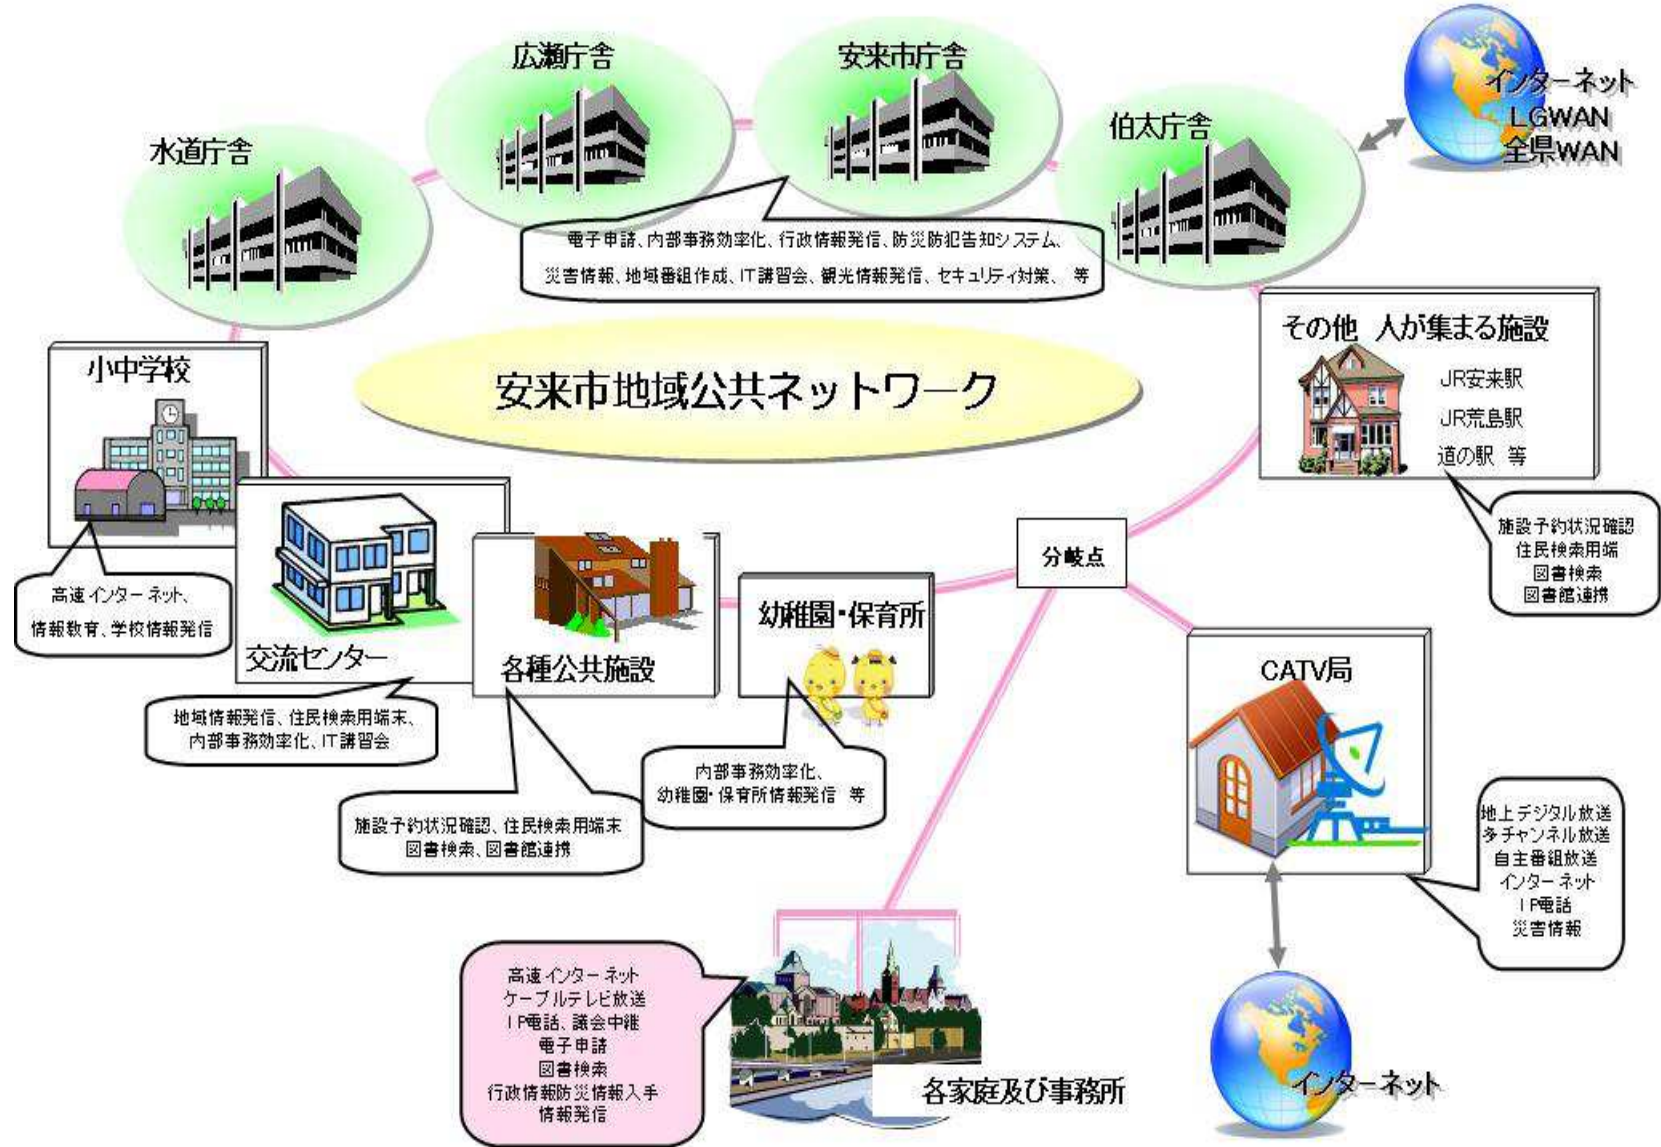 広瀬庁舎
安来市庁舎
水道庁舎
伯太庁舎
インターネット
LGWAN
全県WAN
電子申請、内部事務効率化、行政情報発信、防災防犯告知システム、
災害情報、地域番組作成、IT講習会、観光情報発信、セキュリティ対策、 等
安来市地域公共ネットワーク
小中学校
高速インターネット、
情報教育、学校情報発信
その他 人が集まる施設
JR安来駅
JR荒島駅
道の駅 等
施設予約状況確認
住民検索用端
図書検索
図書館連携
分岐点
交流センター
地域情報発信、住民検索用端末、
内部事務効率化、IT講習会
各種公共施設
施設予約状況確認、住民検索用端末
図書検索、図書館連携
幼稚園・保育所
内部事務効率化、
幼稚園・保育所情報発信 等
CATV局
地上デジタル放送
多チャンネル放送
自主番組放送
インターネット
IP電話
災害情報
高速インターネット
ケーブルテレビ放送
IP電話、議会中継
電子申請
図書検索
行政情報防災情報入手
情報発信
各家庭及び事務所
インターネット